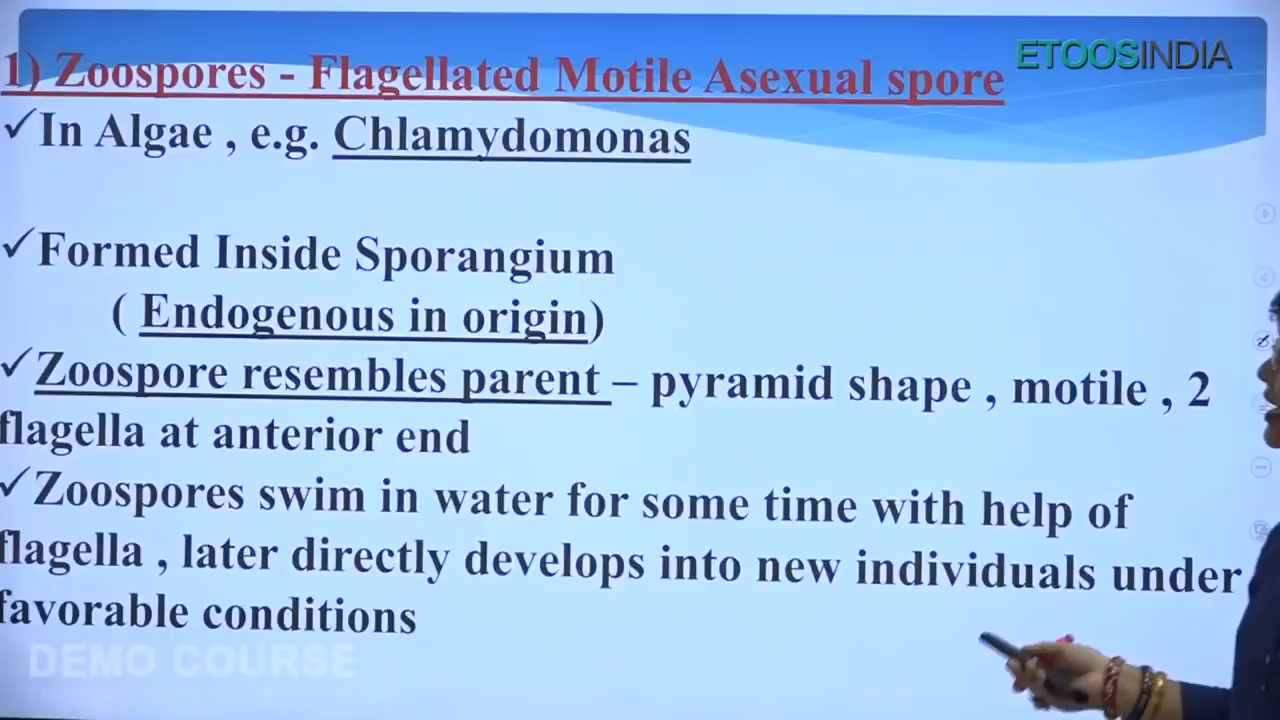 ETOOSINDIA
1) Zoospores - Flagellated Motile Asexual spore
✓In Algae , e.g. Chlamydomonas
✓Formed Inside Sporangium
( Endogenous in origin)
✓Zoospore resembles parent – pyramid shape , motile , 2
flagella at anterior end
✓Zoospores swim in water for some time with help of
flagella , later directly develops into new individuals under
favorable conditions
DEMO COURSE